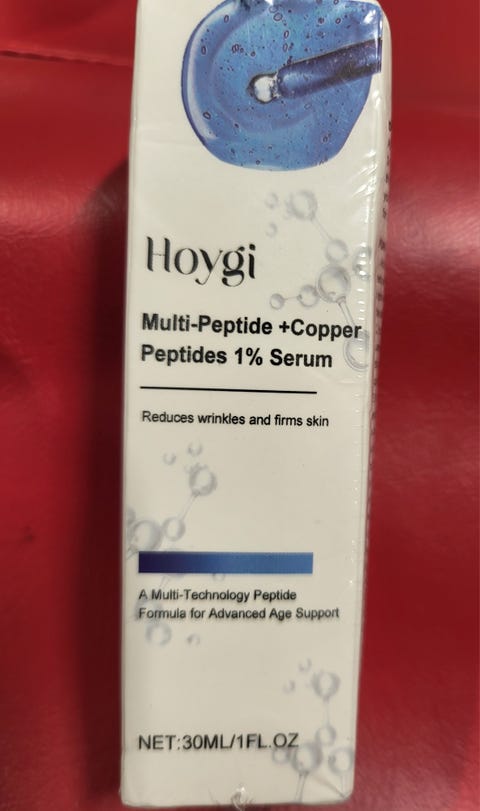 Hoygi
Multi-Peptide +Copper
Peptides 1% Serum
Reduces wrinkles and firms skin
A Multi-Technology Peptide
Formula for Advanced Age Support
NET:30ML/1FL.OZ